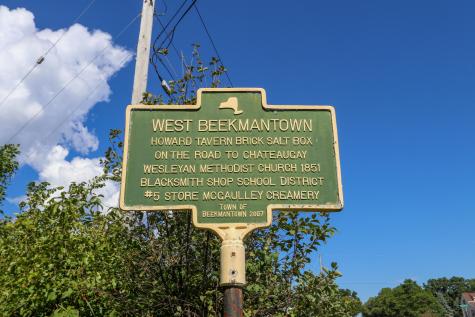 WEST BEEKMANTOWN
HOWARD TAVERN BRICK SALT BOX
ON THE ROAD TO CHATEAUGAY
WESLEYAN METHODIST CHURCH 1851
BLACKSMITH SHOP SCHOOL DISTRICT
#5 STORE MCGAULLEY CREAMERY
TOWN OF
BEEKMANTOWN 2007